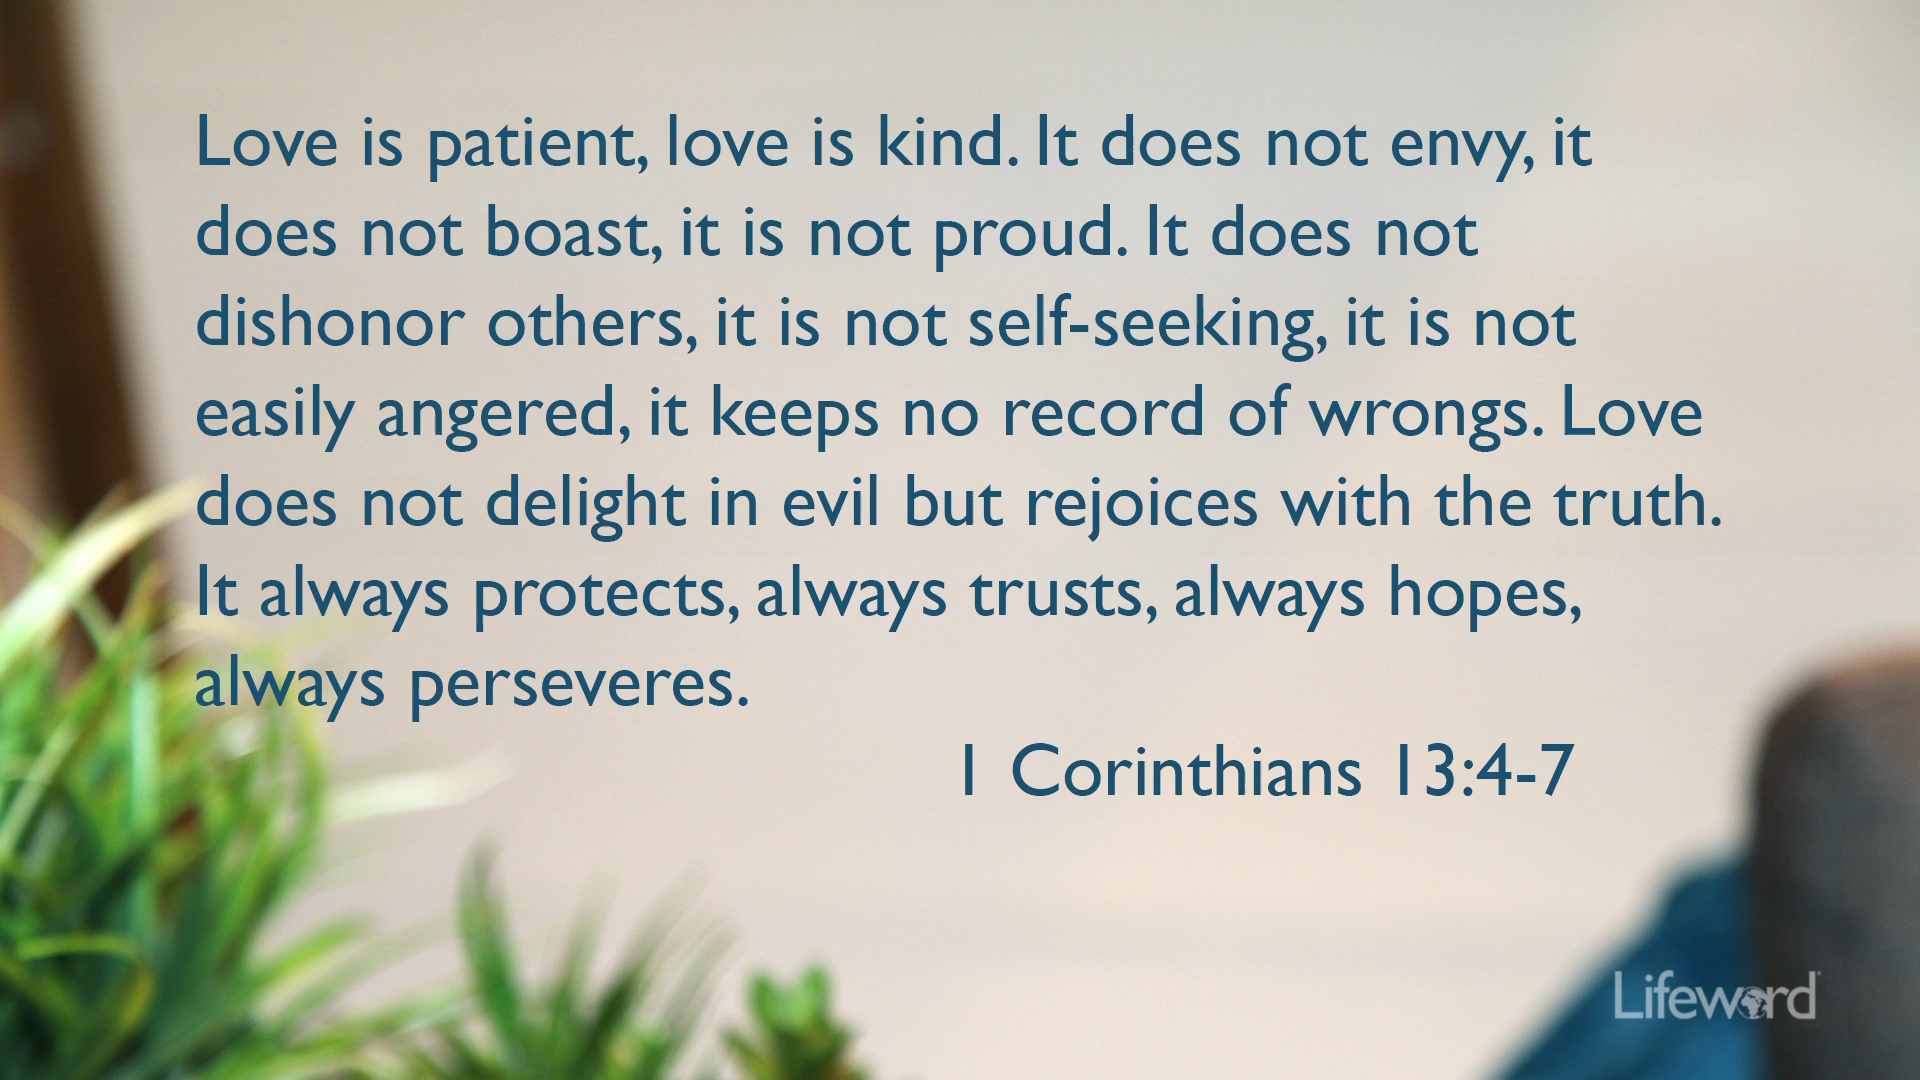 Love is patient, love is kind. It does not envy, it
does not boast, it is not proud. It does not
dishonor others, it is not self-seeking, it is not
easily angered, it keeps no record of wrongs. Love
does not delight in evil but rejoices with the truth.
It always protects, always trusts, always hopes,
always perseveres.
1 Corinthians 13:4-7
Lifeword